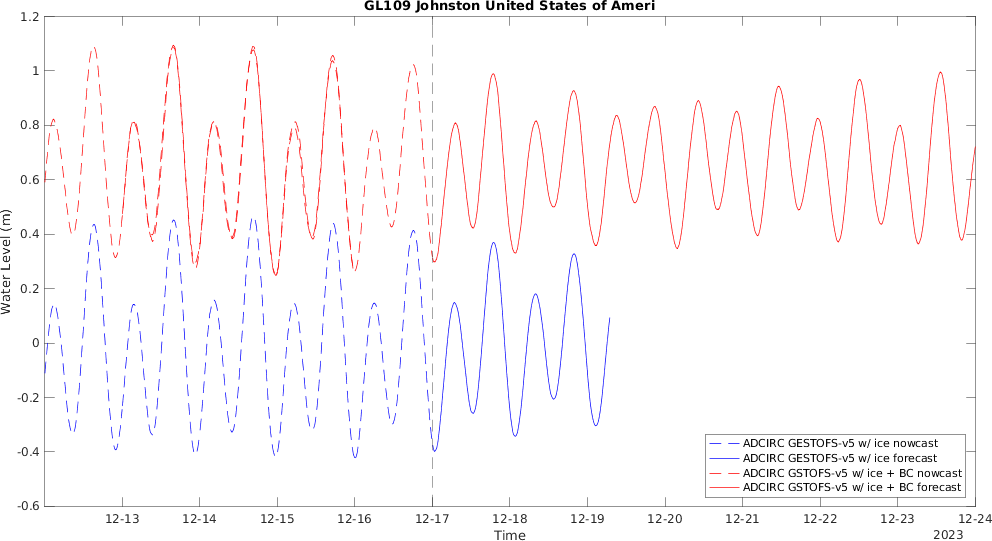 GL109 Johnston United States of Ameri
1.2
1
0.8
0.6
0.4
0.2
0
-0.2
-0.4
-0.6
Water Level (m)
12-13 12-14 12-15 12-16 12-17 12-18 12-19 12-20 12-21 12-22 12-23 12-24
Time
2023
ADCIRC GESTOFS-v5 w/ ice nowcast
ADCIRC GESTOFS-v5 w/ ice forecast
ADCIRC GSTOFS-v5 w/ ice + BC nowcast
ADCIRC GSTOFS-v5 w/ ice + BC forecast